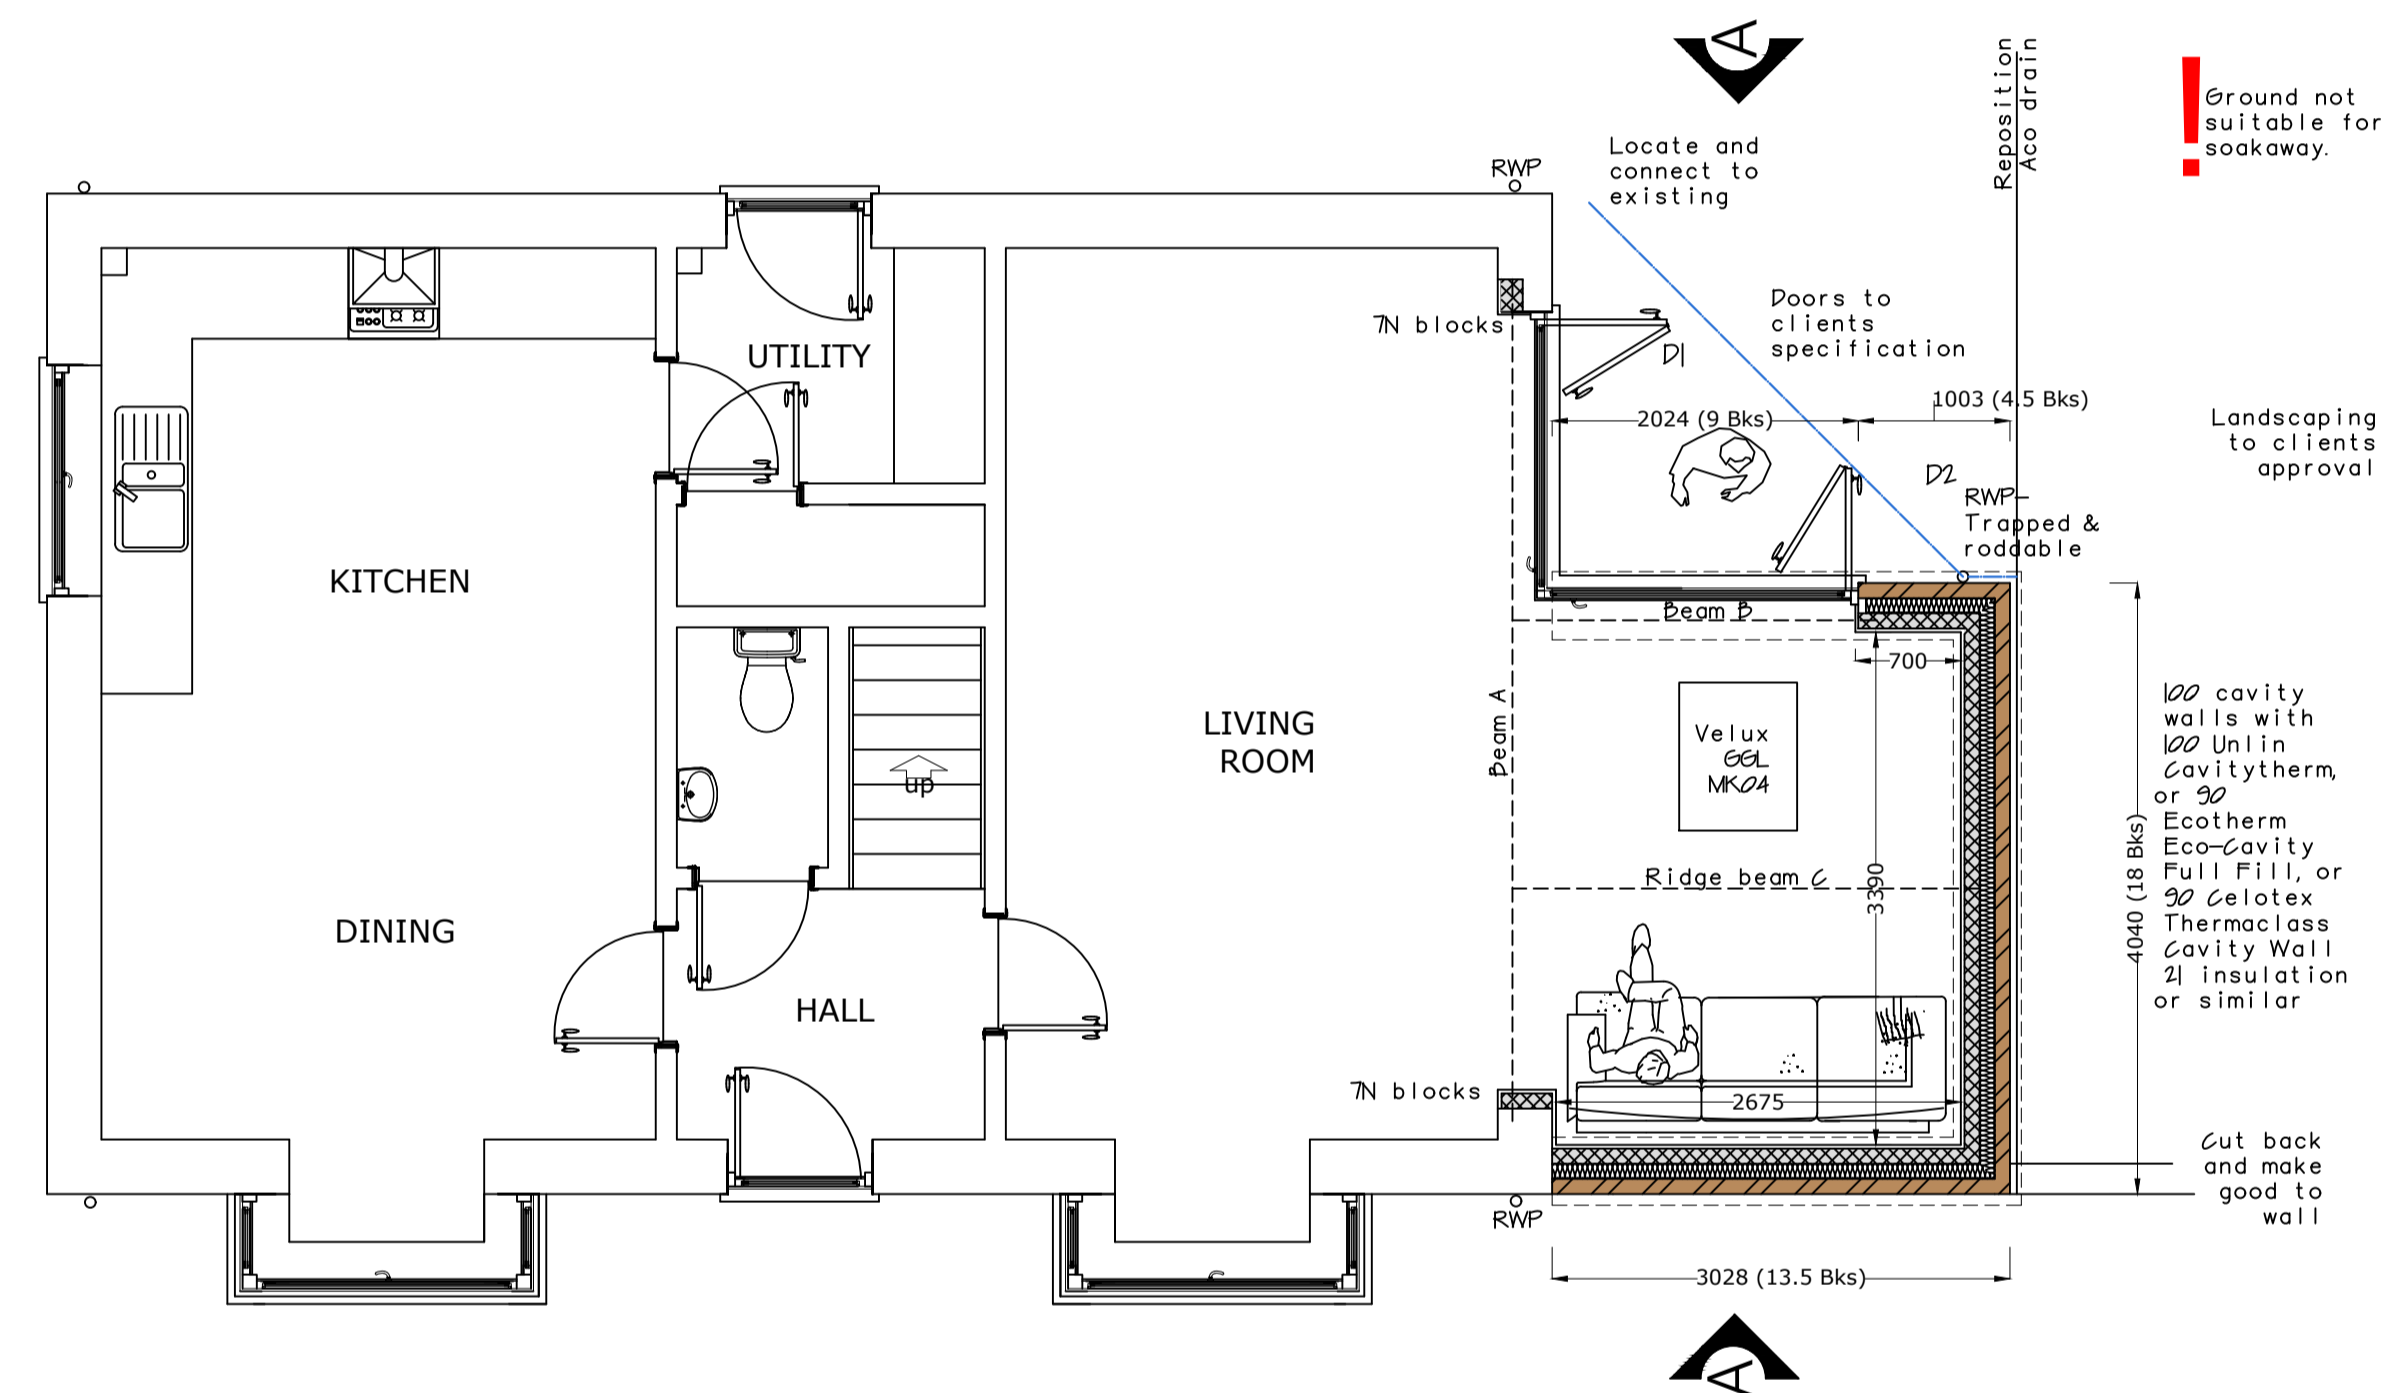 A
Reposition
Aco drain
!
Ground not
suitable for
soakaway.
Locate and
connect to
existing
RWP
Doors to
clients
specification
7N blocks
UTILITY
D1
1003 (4.5 Bks)
2024 (9 Bks)
Landscaping
to clients
approval
D2
RWP-
Trapped &
roddable
KITCHEN
Beam B
700
Beam A
LIVING
ROOM
Velux
GGL
MK04
up
100 cavity
walls with
100 Unlin
Cavitytherm,
or 90
Ecotherm
Eco-Cavity
Full Fill, or
90 Celotex
Thermaclass
Cavity Wall
21 insulation
or similar
4040 (18 Bks)
Ridge beam C
3390
DINING
HALL
7N blocks
2675
Cut back
and make
good to
wall
RWP
3028 (13.5 Bks)
A